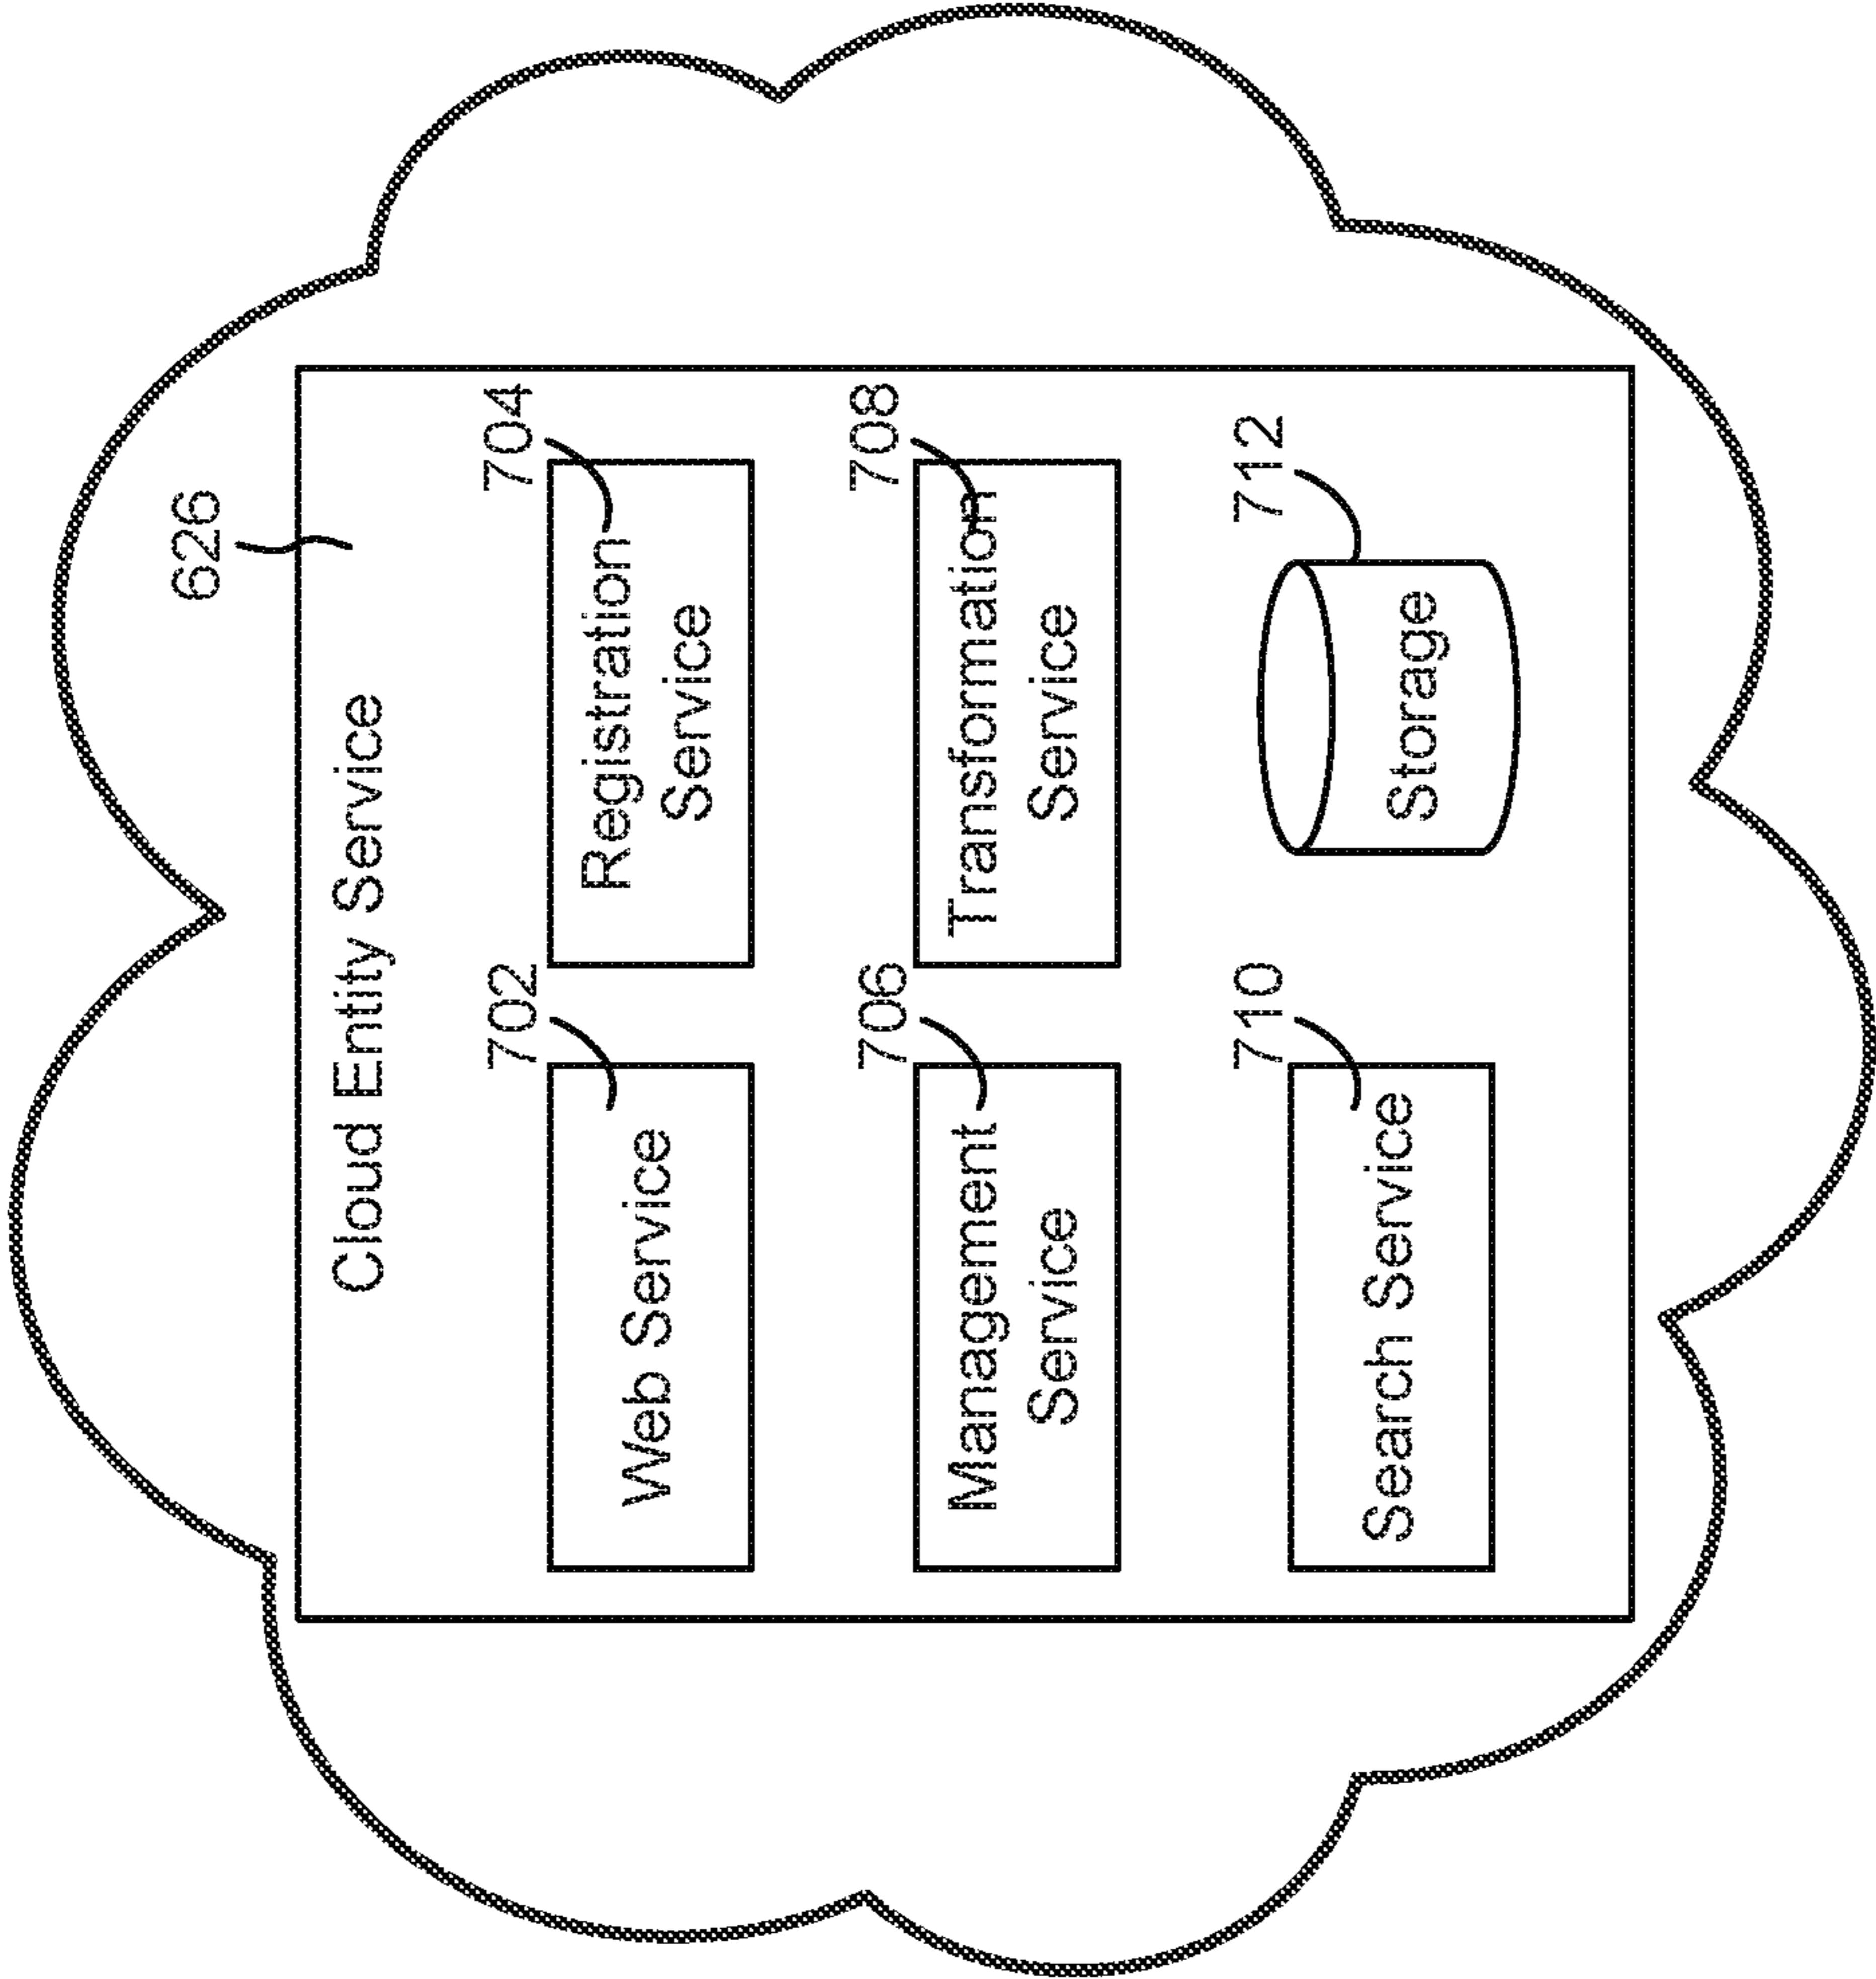 626
Cloud Entity Service
702
Web Service
704
Registration
Service
706
Management
Service
708
Transformation
Service
710
Search Service
712
Storage